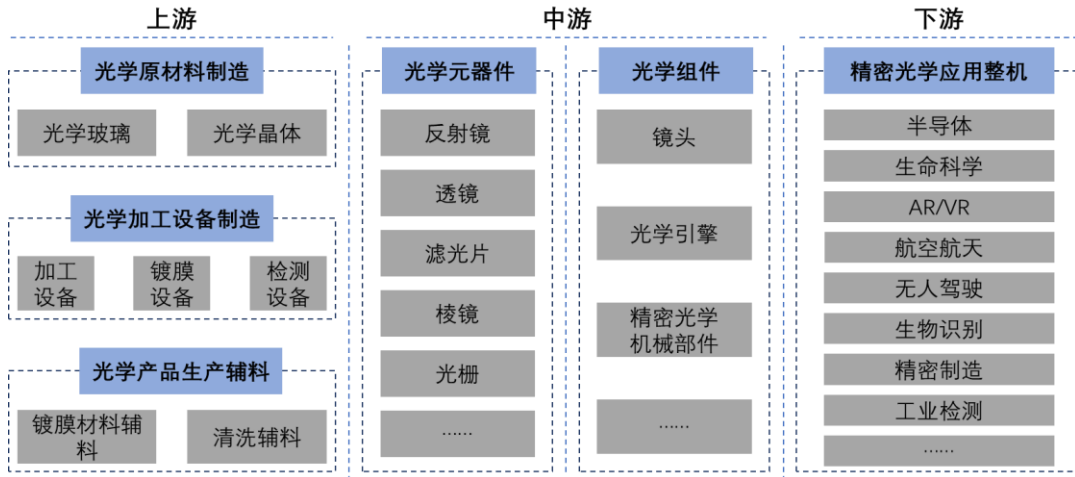 上游
光学原材料制造
光学玻璃
光学晶体
光学加工设备制造
加工
设备
镀膜
设备
检测
设备
光学产品生产辅料
镀膜材料辅
料
清洗辅料
中游
光学元器件
反射镜
透镜
滤光片
棱镜
光栅
……
光学组件
镜头
光学引擎
精密光学
机械部件
……
下游
精密光学应用整机
半导体
生命科学
AR/VR
航空航天
无人驾驶
生物识别
精密制造
工业检测
……